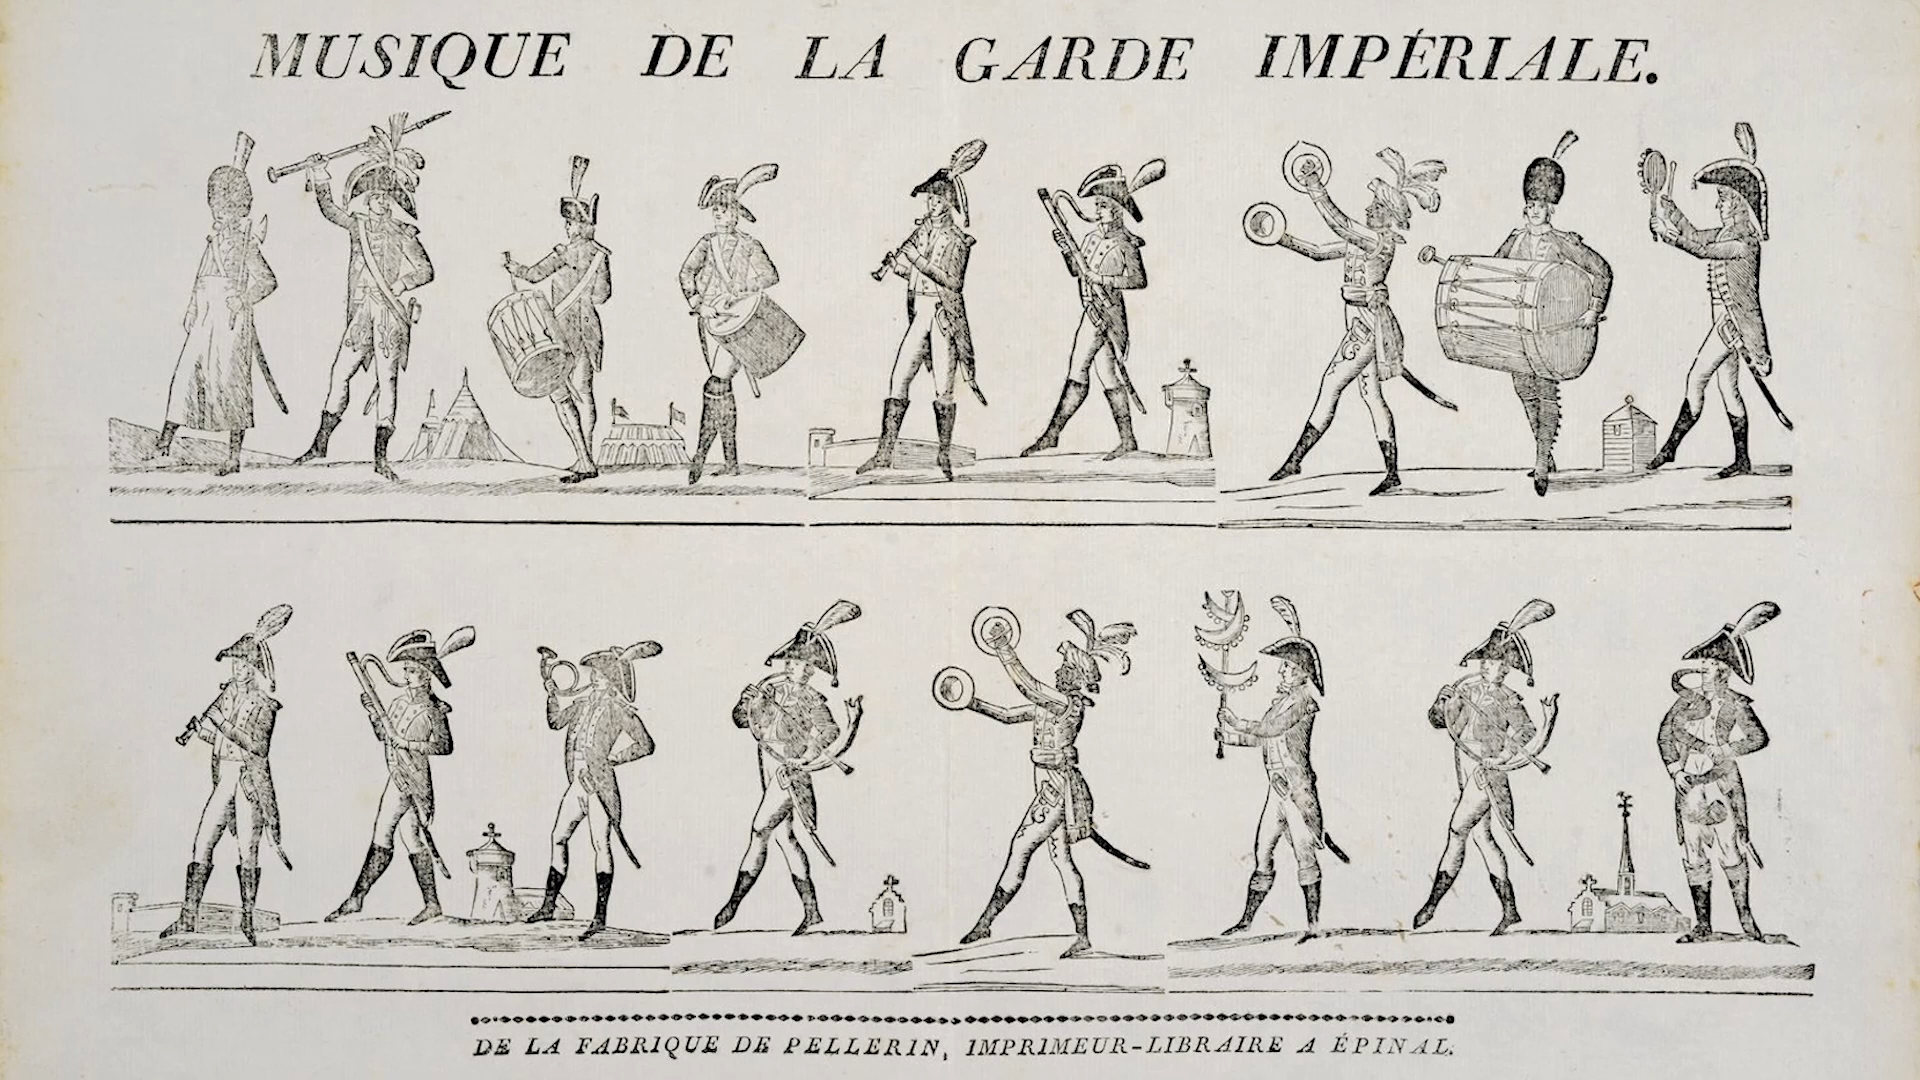 MUSIQUE DE LA GARDE IMPÉRIALE.
DE LA FABRIQUE DE PELLERIN, IMPRIMEUR-LIBRAIRE A ÉPINAL.